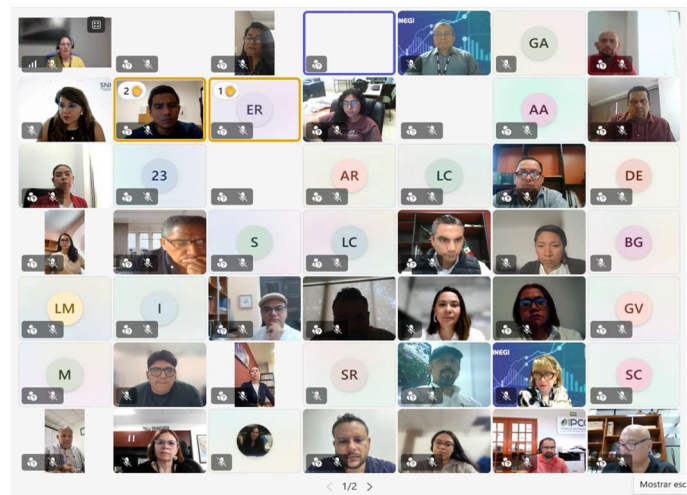 INEGI
GA
SNI
2
1
ER
AA
23
AR
LC
DE
S
LC
BG
LM
I
GV
M
SR
INEGI
SC
IPCO
1/2
Mostrar esc